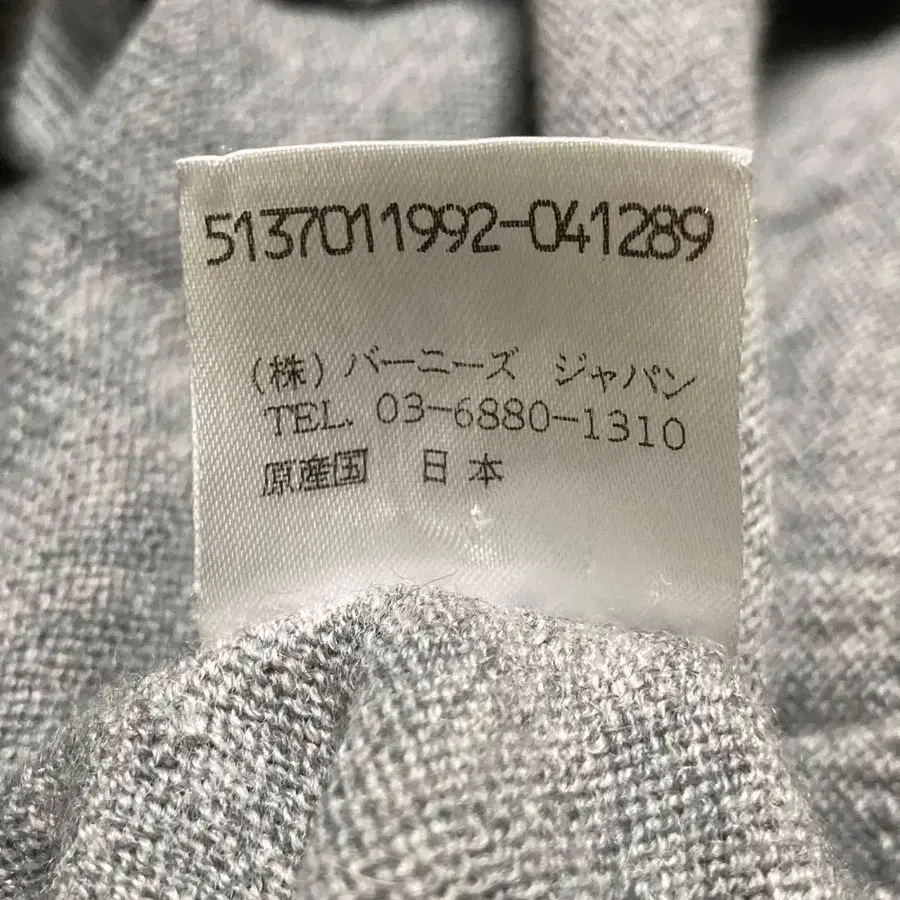 5137011992-041289
(株) バーニーズ ジャパン
TEL. 03-6880-1310
原産国 日本